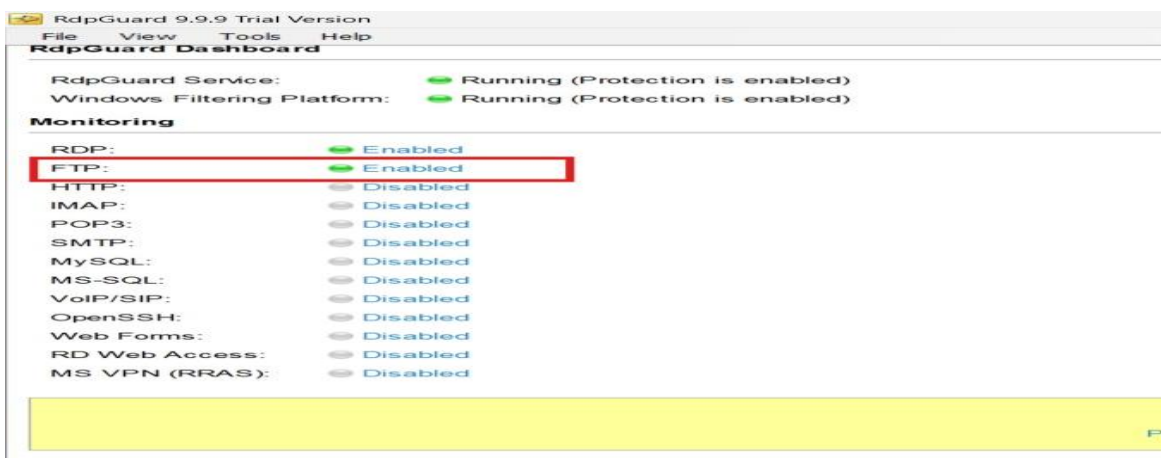 RdpGuard 9.9.9 Trial Version
File View Tools Help
RdpGuard Dashboard
RdpGuard Service: Running (Protection is enabled)
Windows Filtering Platform: Running (Protection is enabled)
Monitoring
RDP: Enabled
FTP: Enabled
HTTP: Disabled
IMAP: Disabled
POP3: Disabled
SMTP: Disabled
MySQL: Disabled
MS-SQL: Disabled
VoIP/SIP: Disabled
OpenSSH: Disabled
Web Forms: Disabled
RD Web Access: Disabled
MS VPN (RRAS): Disabled
P